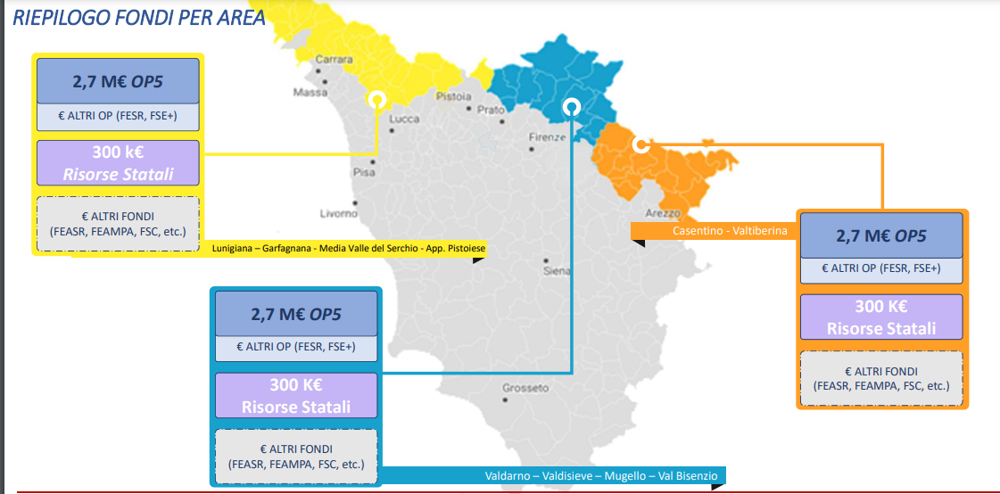 RIEPILOGO FONDI PER AREA
2,7 M€ OP5
€ ALTRI OP (FESR, FSE+)
300 k€
Risorse Statali
€ ALTRI FONDI
(FEASR, FEAMPA, FSC, etc.)
Lunigiana – Garfagnana - Media Valle del Serchio - App. Pistoiese
Carrara
Massa
Pistoia
Prato
Lucca
Firenze
Pisa
Livorno
Arezzo
Siena
Grosseto
Casentino - Valtiberina
2,7 M€ OP5
€ ALTRI OP (FESR, FSE+)
300 K€
Risorse Statali
€ ALTRI FONDI
(FEASR, FEAMPA, FSC, etc.)
2,7 M€ OP5
€ ALTRI OP (FESR, FSE+)
300 K€
Risorse Statali
€ ALTRI FONDI
(FEASR, FEAMPA, FSC, etc.)
Valdarno – Valdisieve – Mugello – Val Bisenzio